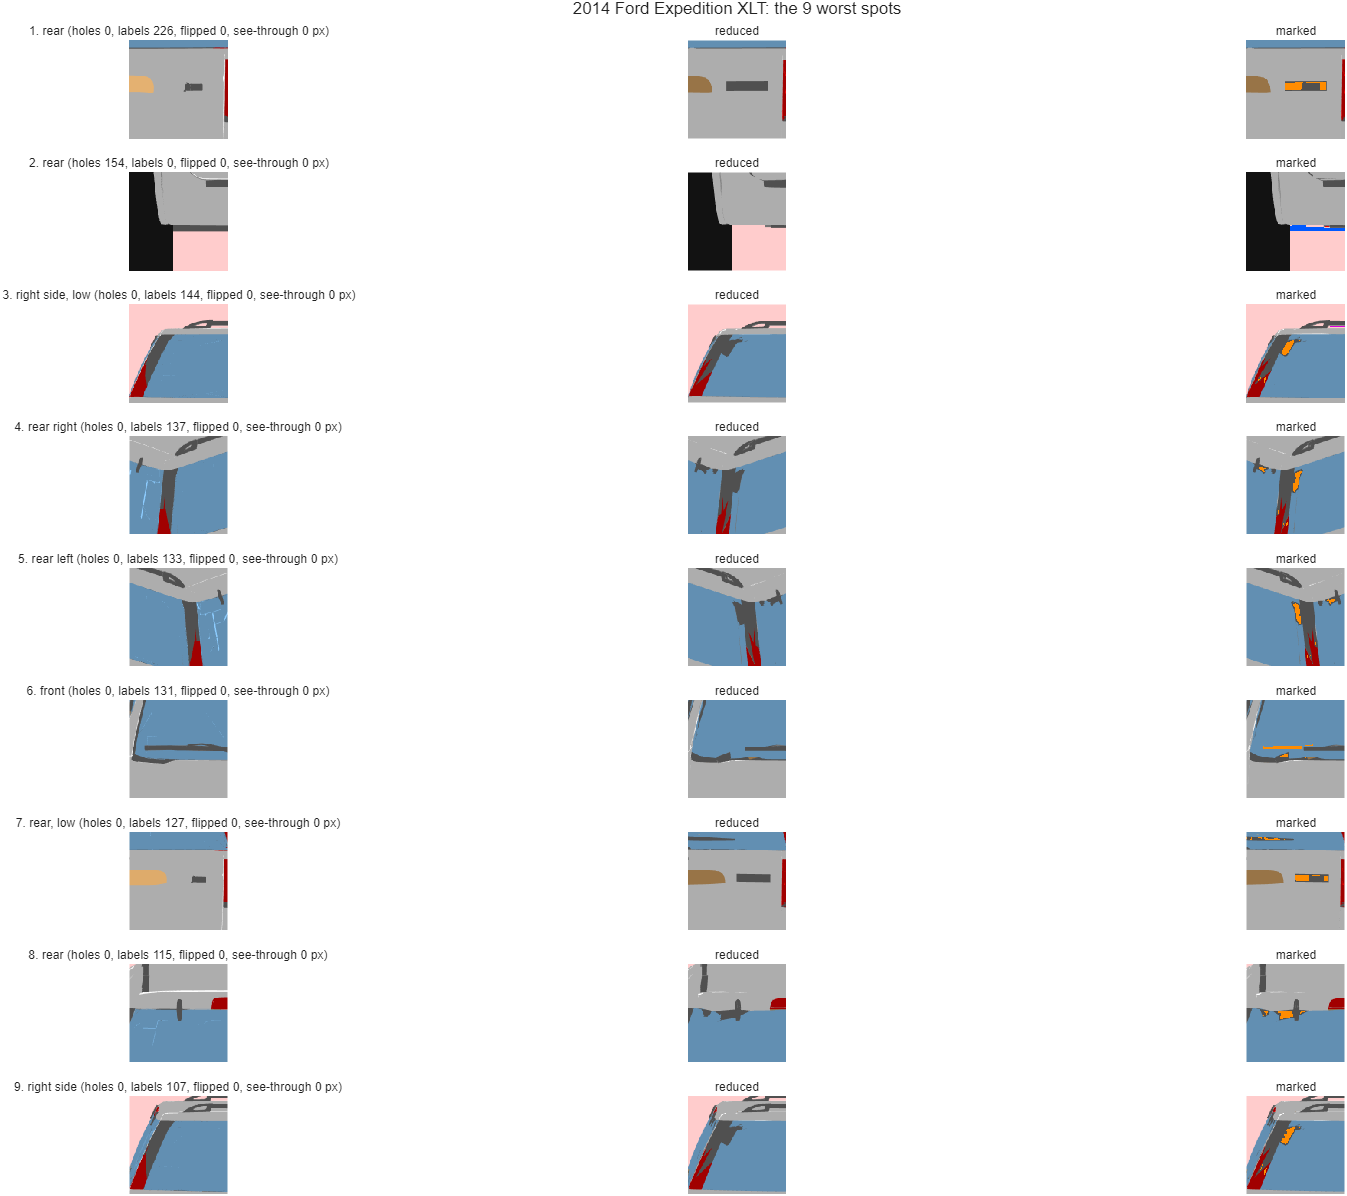 2014 Ford Expedition XLT: the 9 worst spots
1. rear (holes 0, labels 226, flipped 0, see-through 0 px)
reduced
marked
2. rear (holes 154, labels 0, flipped 0, see-through 0 px)
reduced
marked
3. right side, low (holes 0, labels 144, flipped 0, see-through 0 px)
reduced
marked
4. rear right (holes 0, labels 137, flipped 0, see-through 0 px)
reduced
marked
5. rear left (holes 0, labels 133, flipped 0, see-through 0 px)
reduced
marked
6. front (holes 0, labels 131, flipped 0, see-through 0 px)
reduced
marked
7. rear, low (holes 0, labels 127, flipped 0, see-through 0 px)
reduced
marked
8. rear (holes 0, labels 115, flipped 0, see-through 0 px)
reduced
marked
9. right side (holes 0, labels 107, flipped 0, see-through 0 px)
reduced
marked